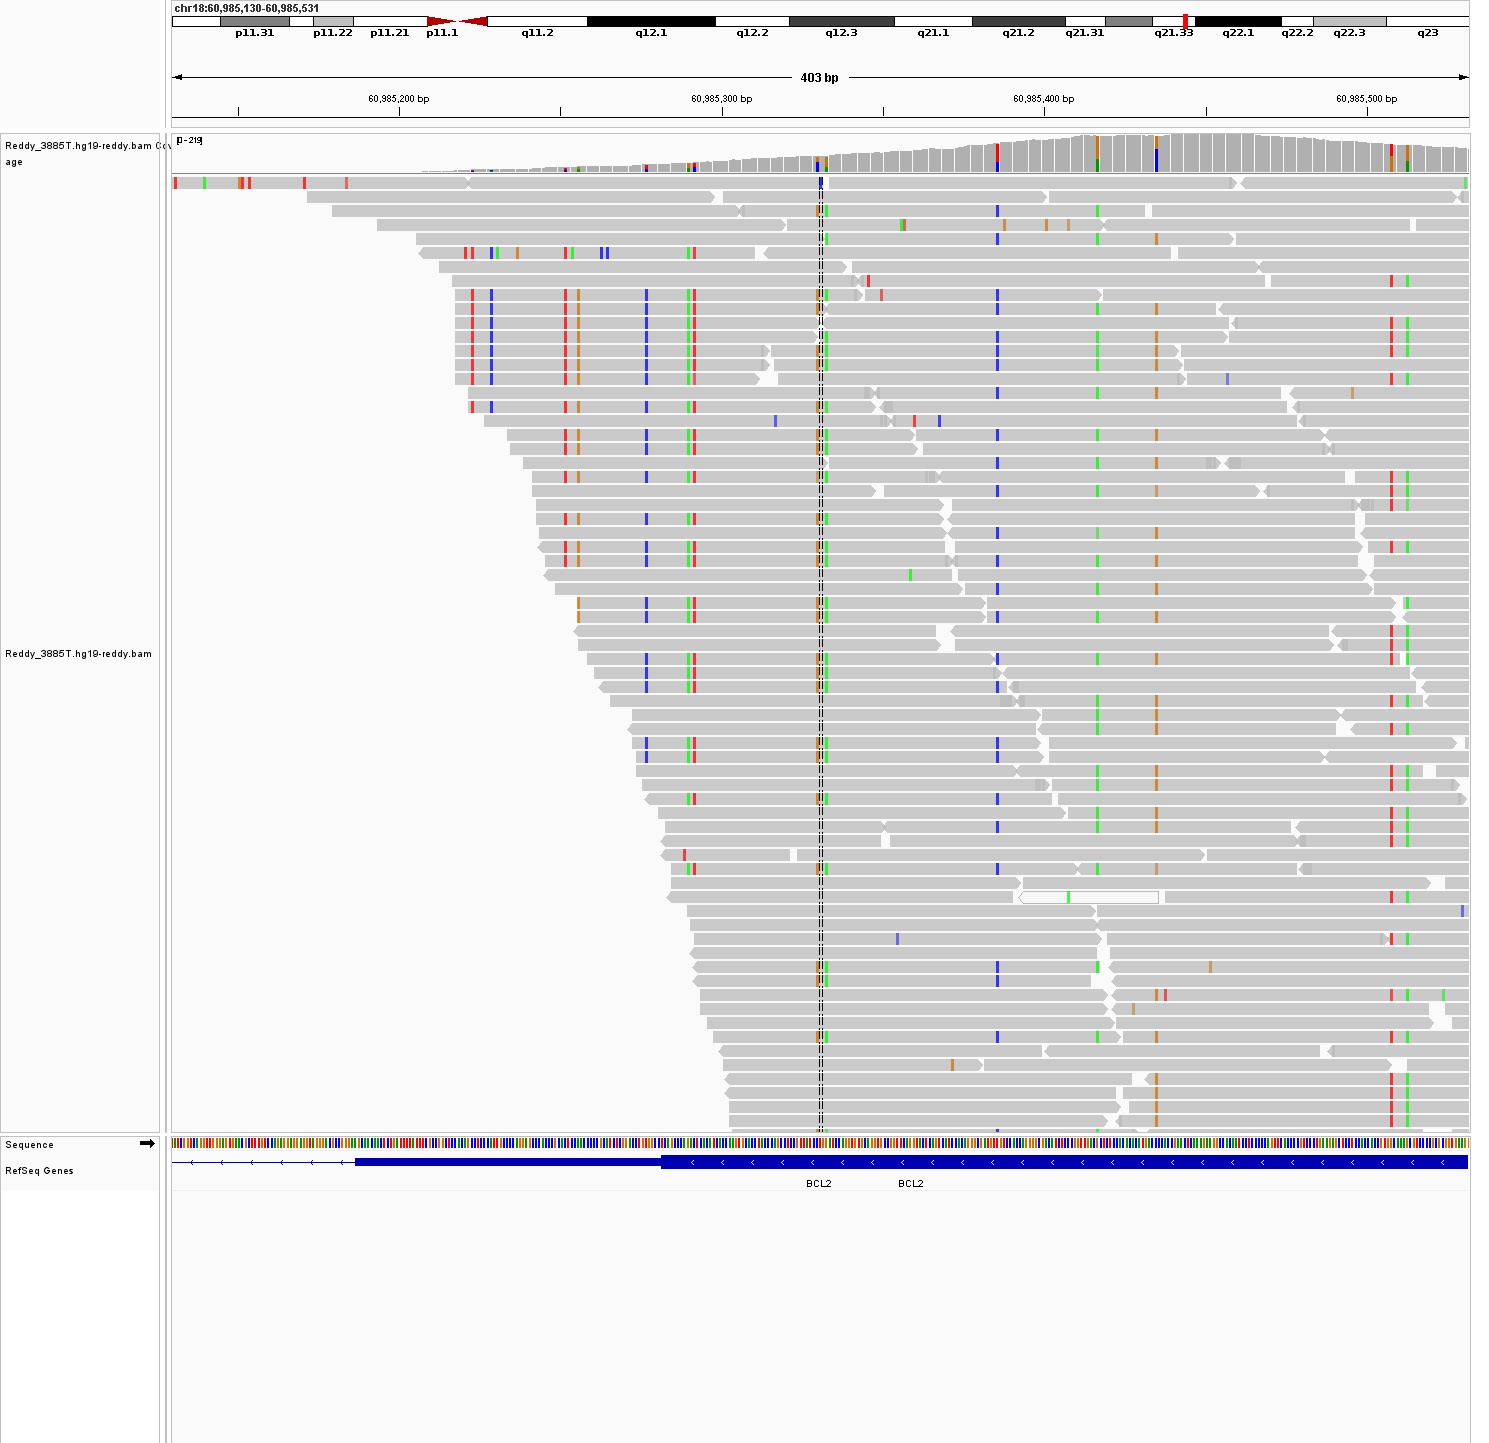 chr18:60,985,130-60,985,531
p11.31 p11.22 p11.21 p11.1 q11.2 q12.1 q12.2 q12.3 q21.1 q21.2 q21.31 q21.33 q22.1 q22.2 q22.3 q23
403 bp
60,985,200 bp 60,985,300 bp 60,985,400 bp 60,985,500 bp
Reddy_3885T.hg19-reddy.bam Cov
age
[0-219]
Reddy_3885T.hg19-reddy.bam
Sequence
RefSeq Genes
BCL2 BCL2